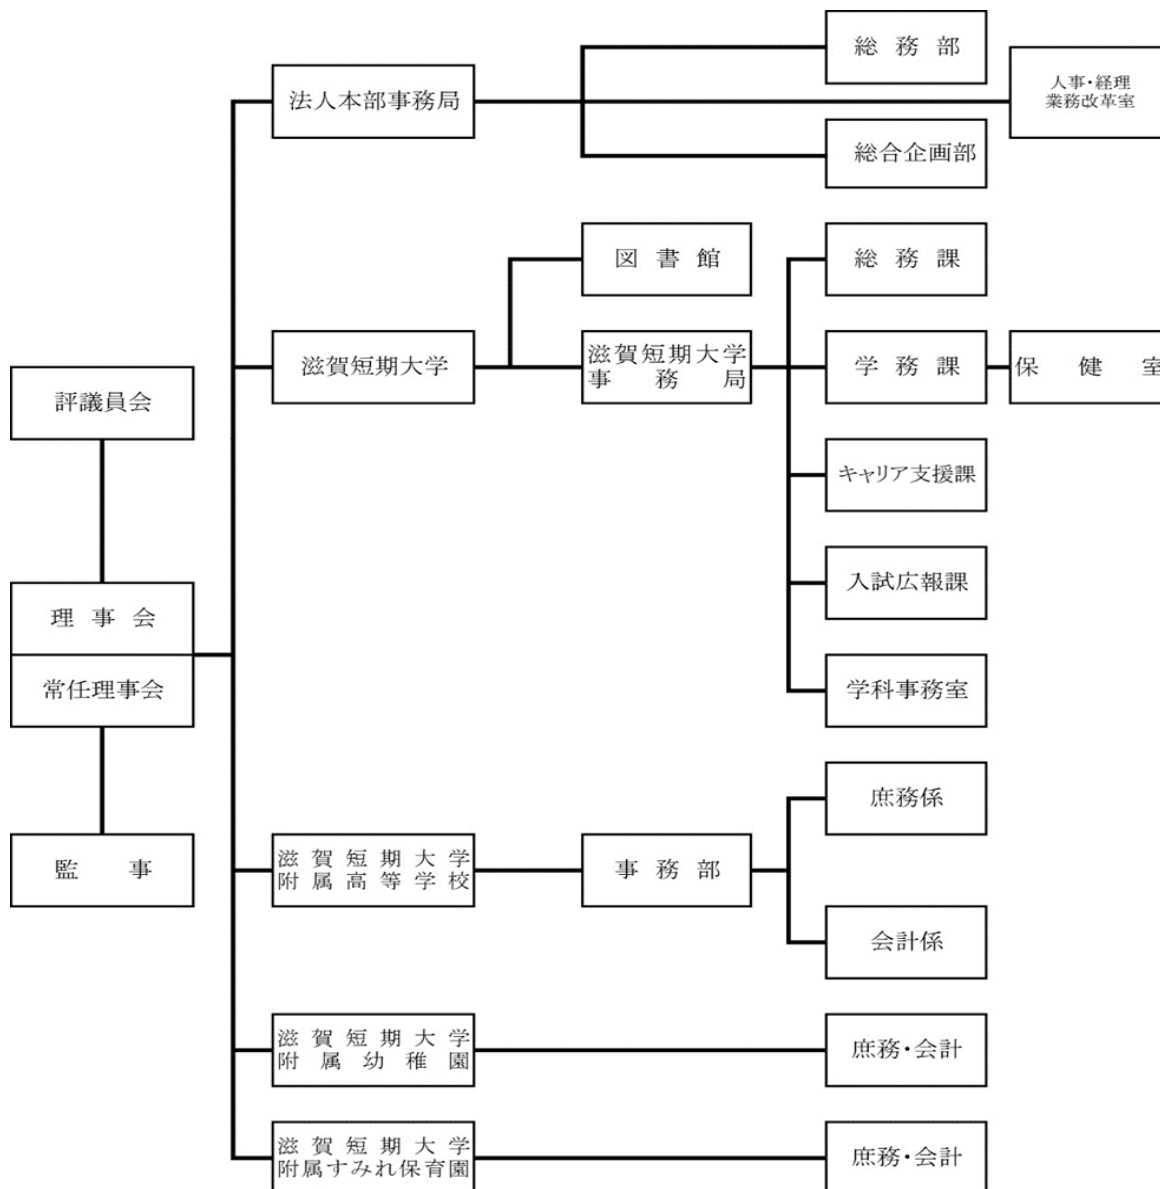 総務部
法人本部事務局
人事・経理
業務改革室
総合企画部
図書館
総務課
滋賀短期大学
滋賀短期大学
事務局
学務課
保健室
評議員会
キャリア支援課
入試広報課
理事会
常任理事会
学科事務室
庶務係
監事
滋賀短期大学
附属高等学校
事務部
会計係
滋賀短期大学
附属幼稚園
庶務・会計
滋賀短期大学
附属すみれ保育園
庶務・会計